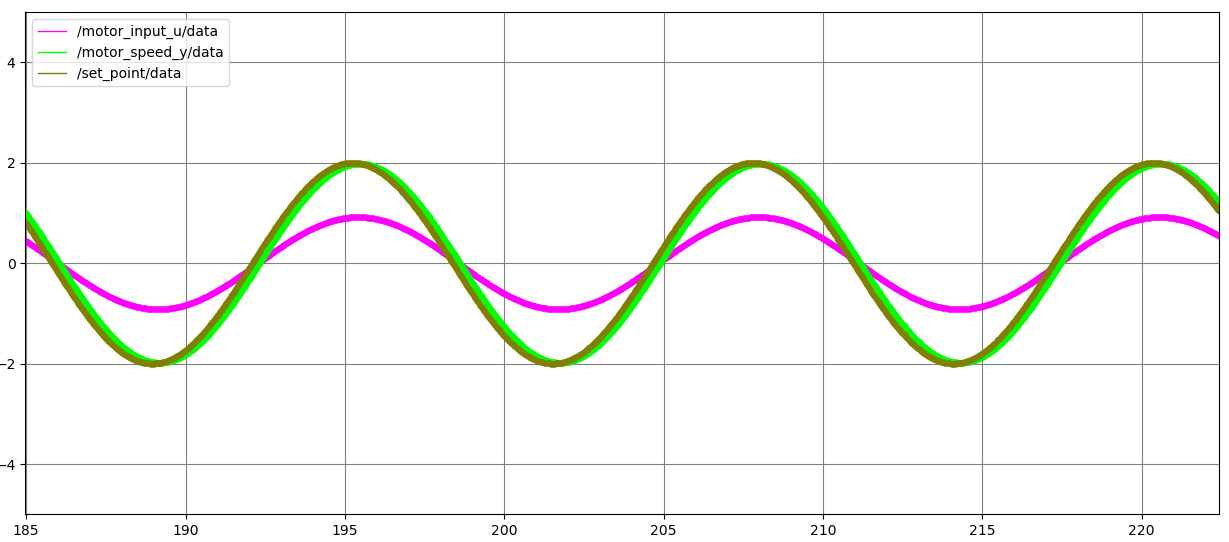 /motor_input_u/data
/motor_speed_y/data
/set_point/data
4
2
0
−2
−4
185 190 195 200 205 210 215 220